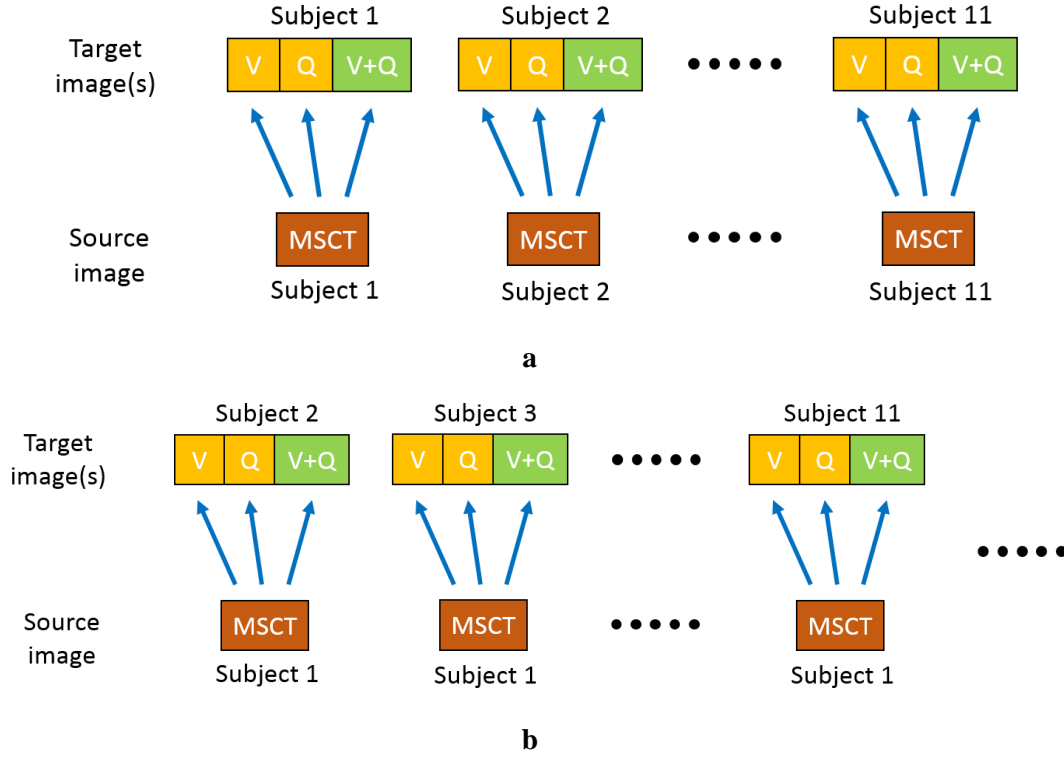 Subject 1 Subject 2 Subject 11
Target image(s)
V Q V+Q V Q V+Q V Q V+Q
Source image
MSCT MSCT MSCT
Subject 1 Subject 2 Subject 11
a
Subject 2 Subject 3 Subject 11
Target image(s)
V Q V+Q V Q V+Q V Q V+Q
Source image
MSCT MSCT MSCT
Subject 1 Subject 1 Subject 1
b